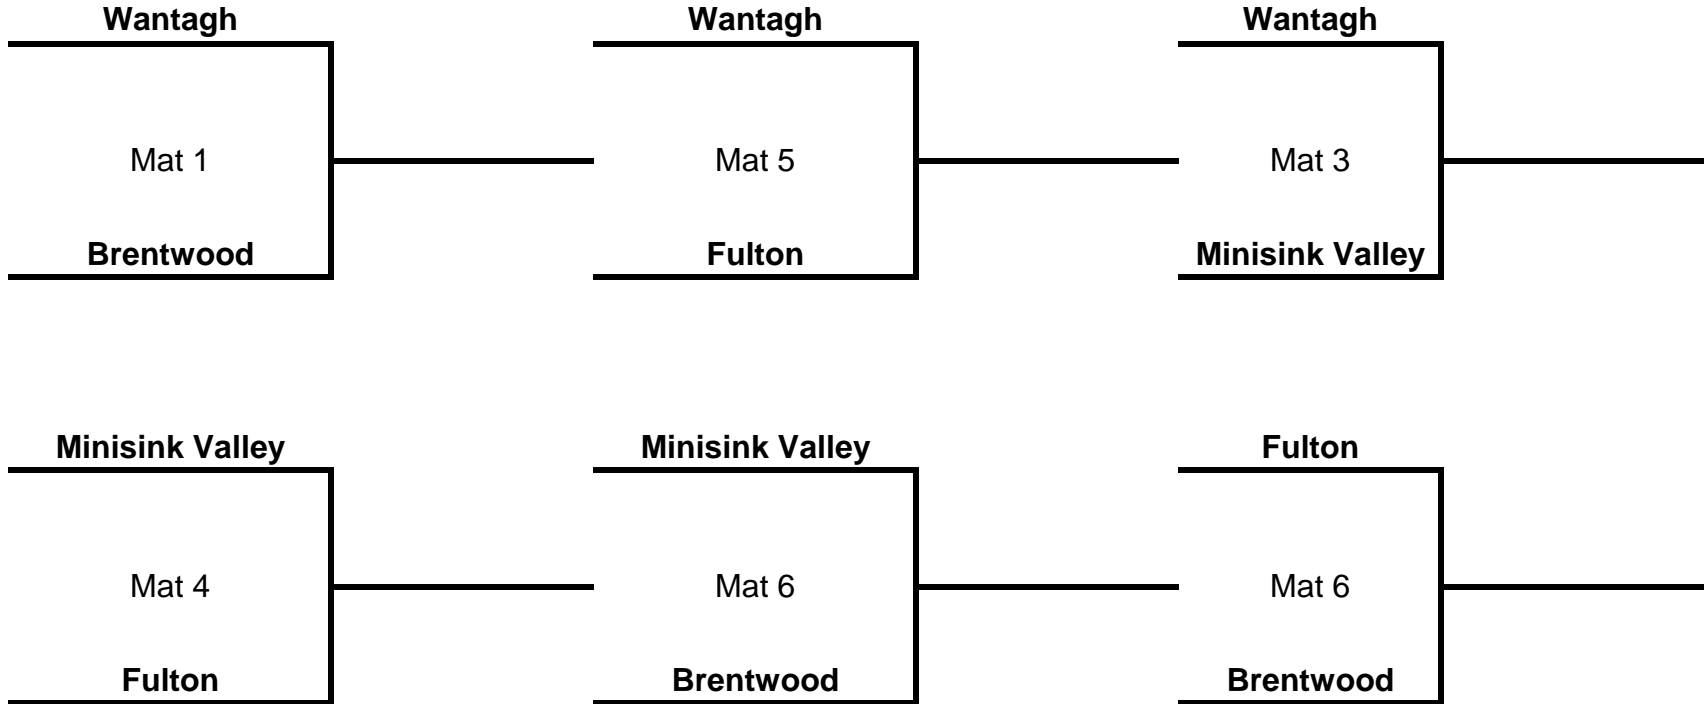 Wantagh
Wantagh
Wantagh
Mat 1
Mat 5
Mat 3
Brentwood
Fulton
Minisink Valley
Minisink Valley
Minisink Valley
Fulton
Mat 4
Mat 6
Mat 6
Fulton
Brentwood
Brentwood